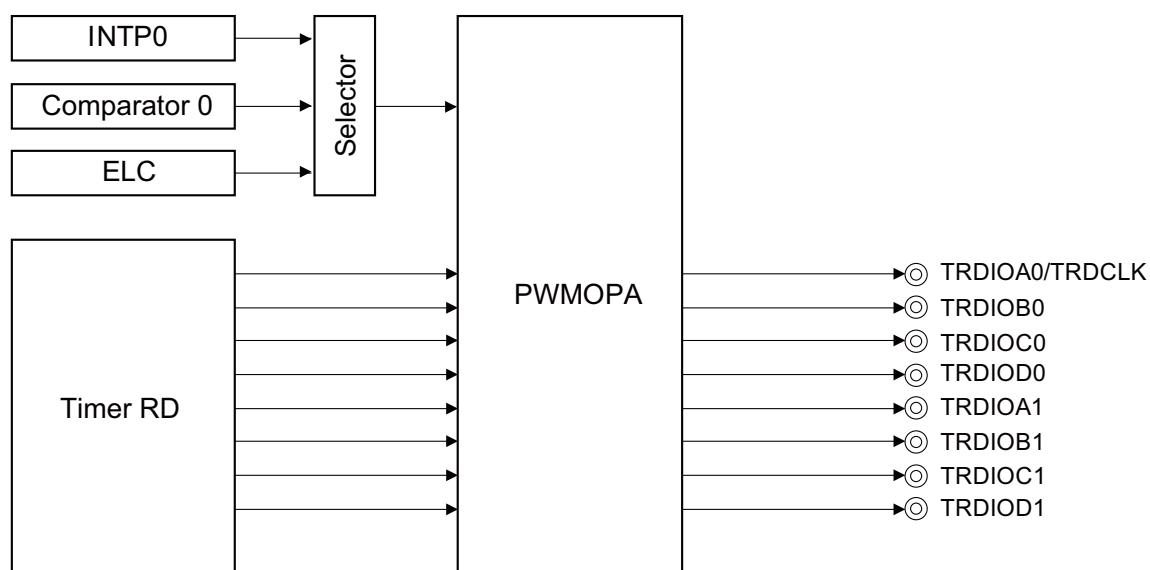 INTP0
Comparator 0
ELC
Selector
Timer RD
PWMOPA
TRDIOA0/TRDCLK
TRDIOB0
TRDIOC0
TRDIOD0
TRDIOA1
TRDIOB1
TRDIOC1
TRDIOD1